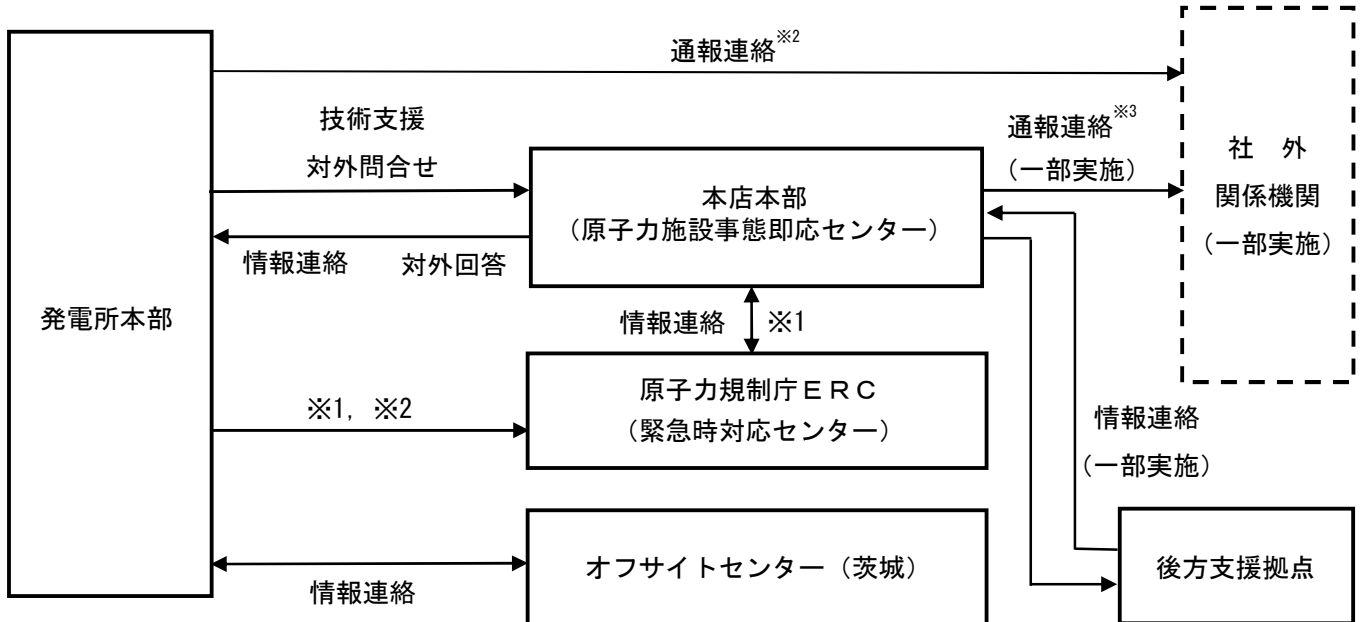 通報連絡※2
技術支援
対外問合せ
通報連絡※3
(一部実施)
社 外
関係機関
(一部実施)
本店本部
(原子力施設事態即応センター)
情報連絡 対外回答
発電所本部
情報連絡 ※1
原子力規制庁ERC
(緊急時対応センター)
※1, ※2
情報連絡
(一部実施)
オフサイトセンター(茨城)
後方支援拠点
情報連絡